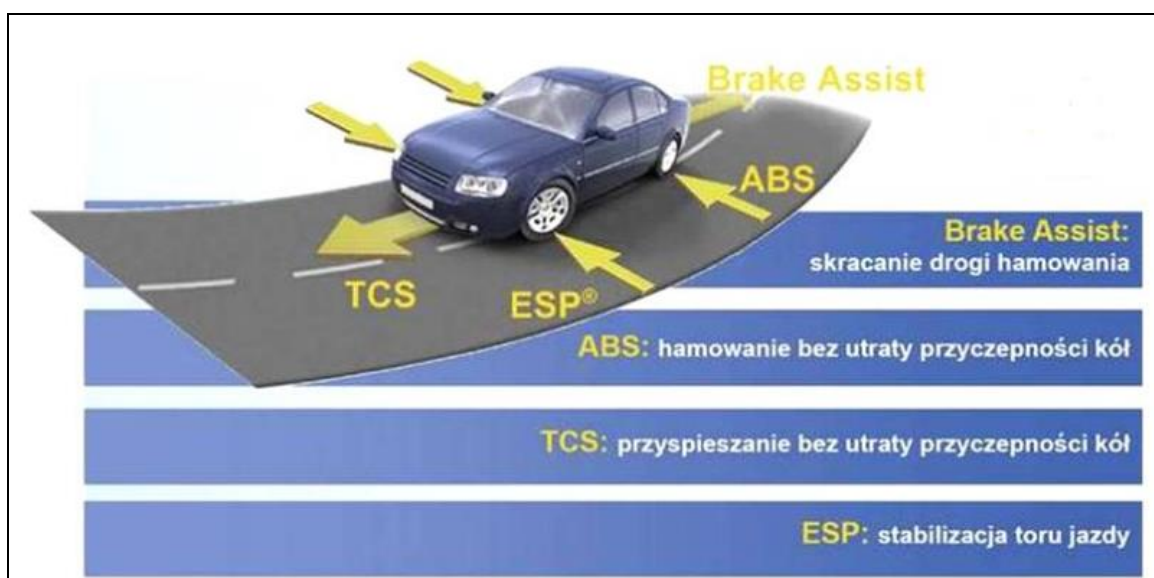 Brake Assist
ABS
TCS
ESP®
Brake Assist:
skracanie drogi hamowania
ABS: hamowanie bez utraty przyczepności kół
TCS: przyspieszanie bez utraty przyczepności kół
ESP: stabilizacja toru jazdy